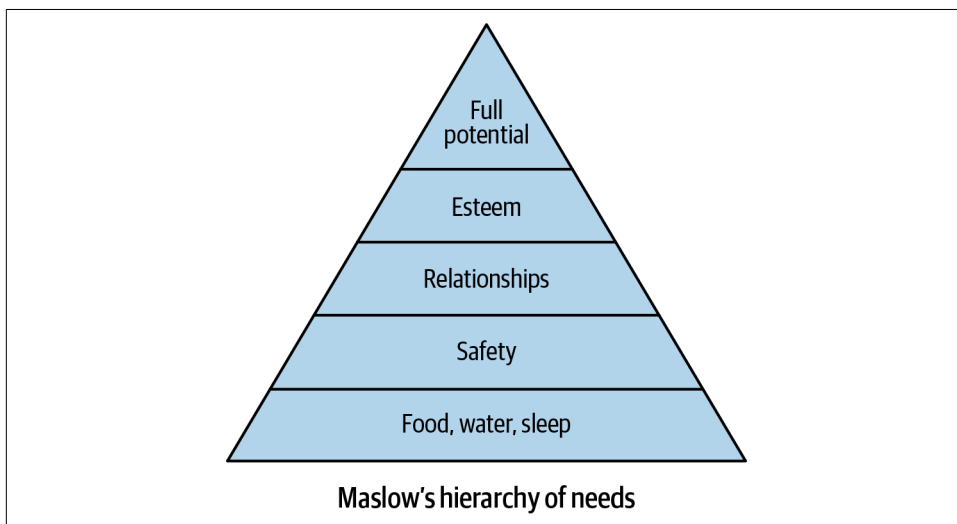 Full
potential
Esteem
Relationships
Safety
Food, water, sleep
Maslow’s hierarchy of needs